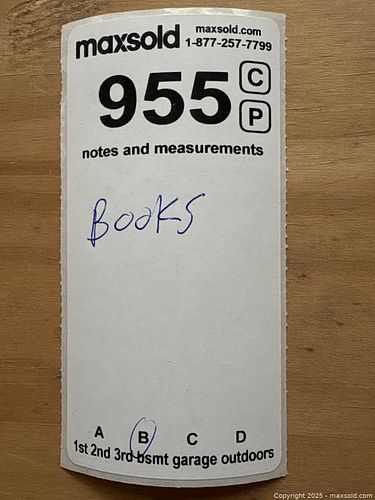 maxsold maxsold.com
1-877-257-7799
955 C
P
notes and measurements
Books
A B C D
1st 2nd 3rd bsmt garage outdoors
Copyright 2025 - maxsold.com